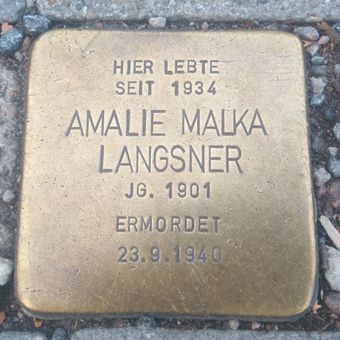 HIER LEBTE
SEIT 1934
AMALIE MALKA
LANGSNER
JG. 1901
ERMORDET
23.9.1940